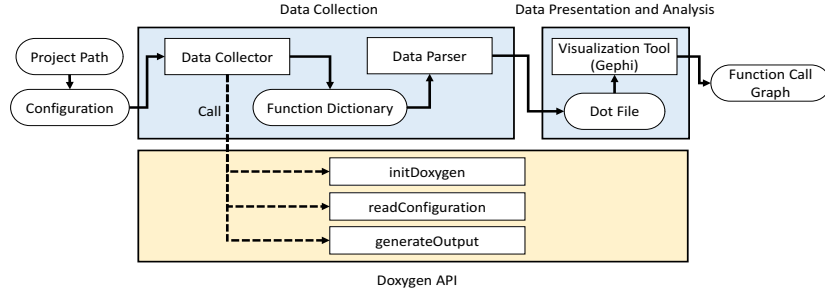 Data Collection
Data Presentation and Analysis
Project Path
Configuration
Data Collector
Function Dictionary
Data Parser
Visualization Tool
(Gephi)
Dot File
Function Call
Graph
Call
initDoxygen
readConfiguration
generateOutput
Doxygen API